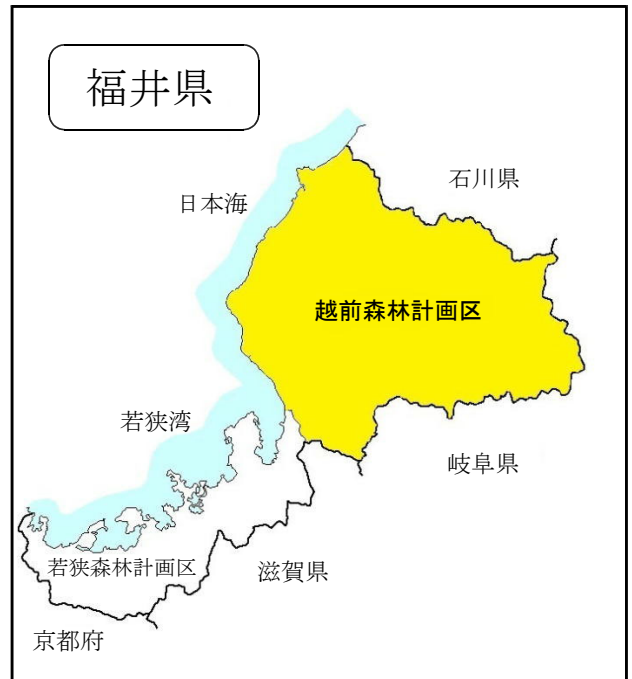 福井県
石川県
日本海
越前森林計画区
若狭湾
岐阜県
若狭森林計画区
滋賀県
京都府